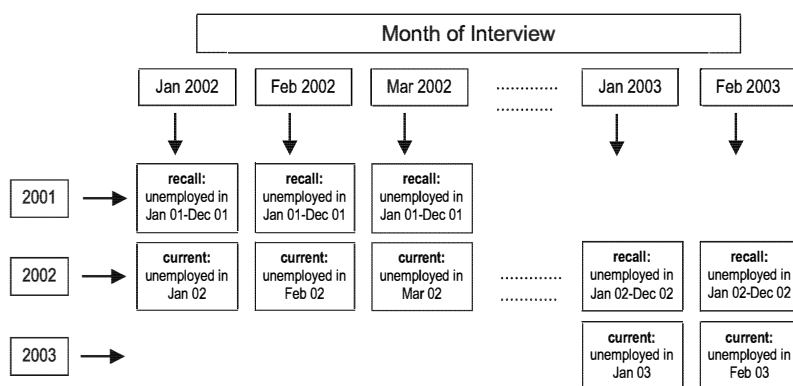 Month of Interview
Jan 2002 Feb 2002 Mar 2002 ............. Jan 2003 Feb 2003
............
recall: recall: recall:
2001 unemployed in unemployed in unemployed in
Jan 01-Dec 01 Jan 01-Dec 01 Jan 01-Dec 01
current: current: current: recall: recall:
2002 unemployed in unemployed in unemployed in ............. unemployed in unemployed in
Jan 02 Feb 02 Mar 02 ............. Jan 02-Dec 02 Jan 02-Dec 02
current: current:
2003 unemployed in unemployed in
Jan 03 Feb 03